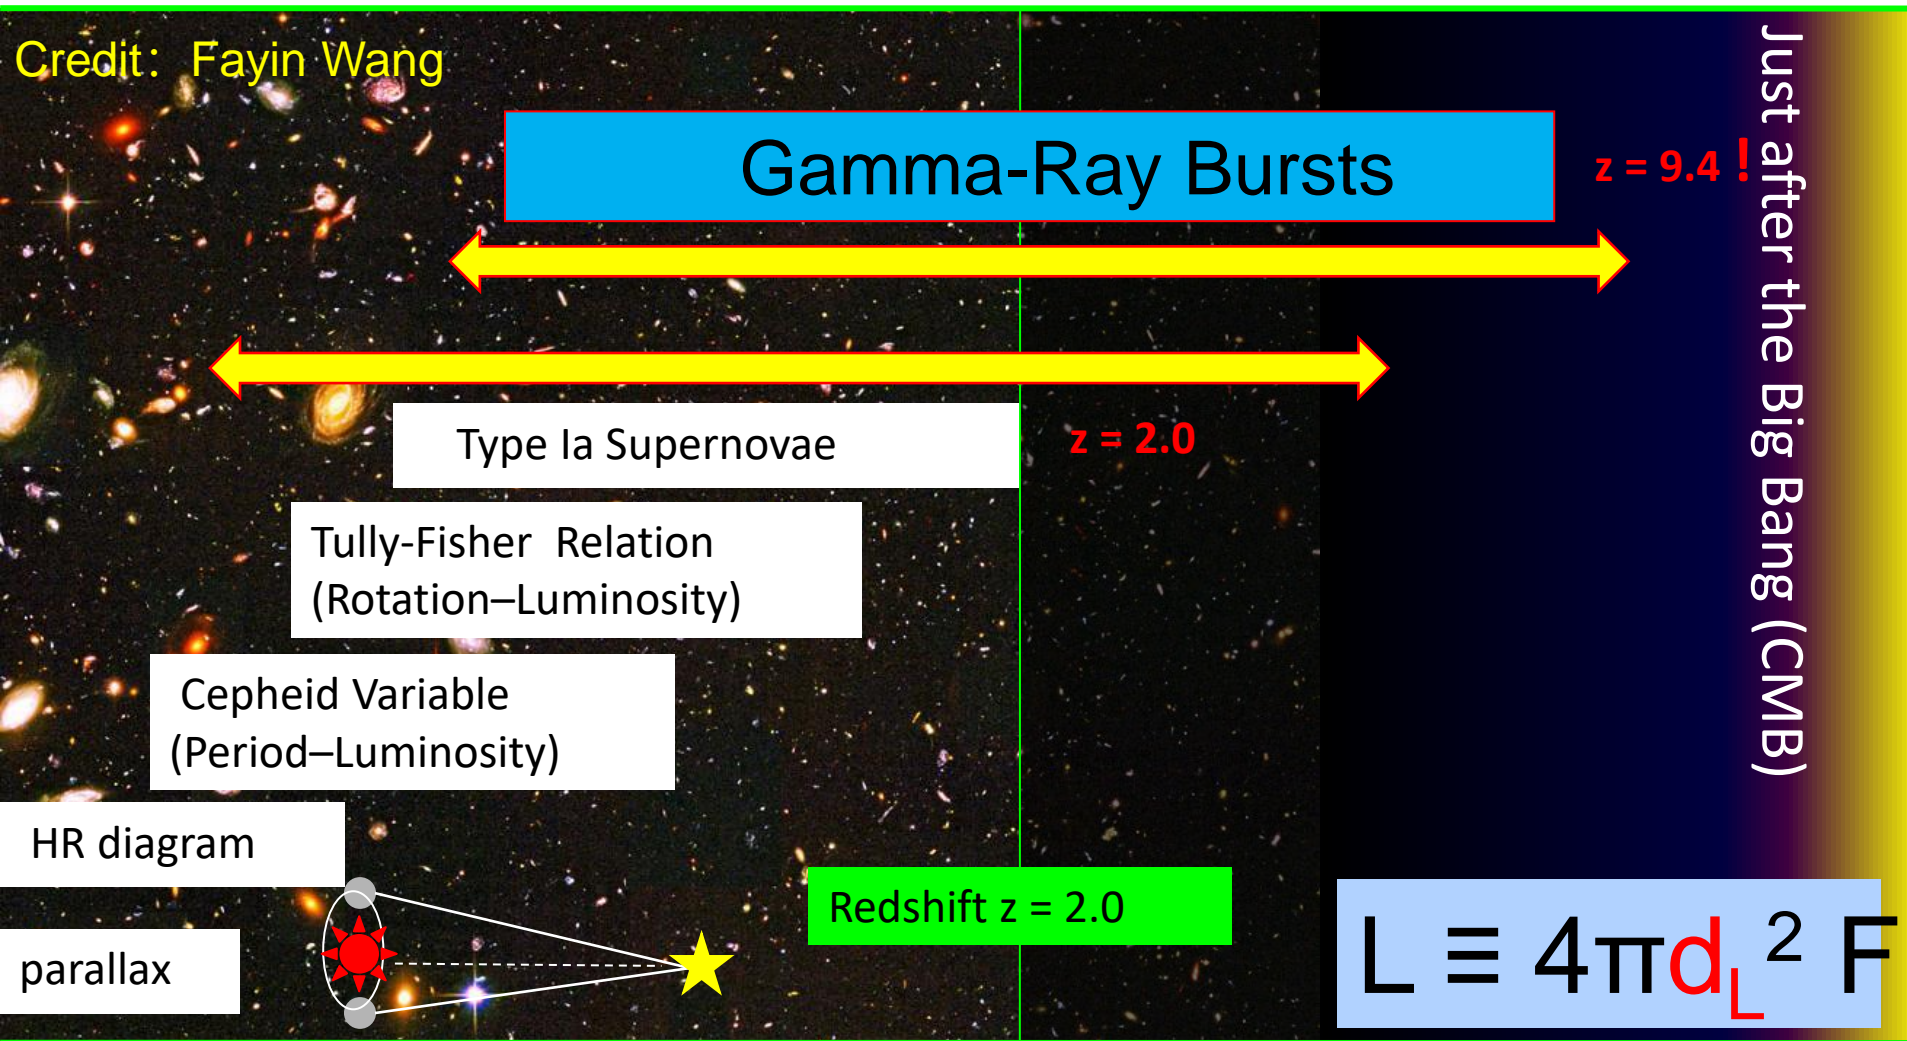 Credit: Fayin Wang
Gamma-Ray Bursts
z = 9.4 !
Just after the Big Bang (CMB)
Type Ia Supernovae
z = 2.0
Tully-Fisher Relation
(Rotation–Luminosity)
Cepheid Variable
(Period–Luminosity)
HR diagram
Redshift z = 2.0
parallax
L ≡ 4πd_L² F